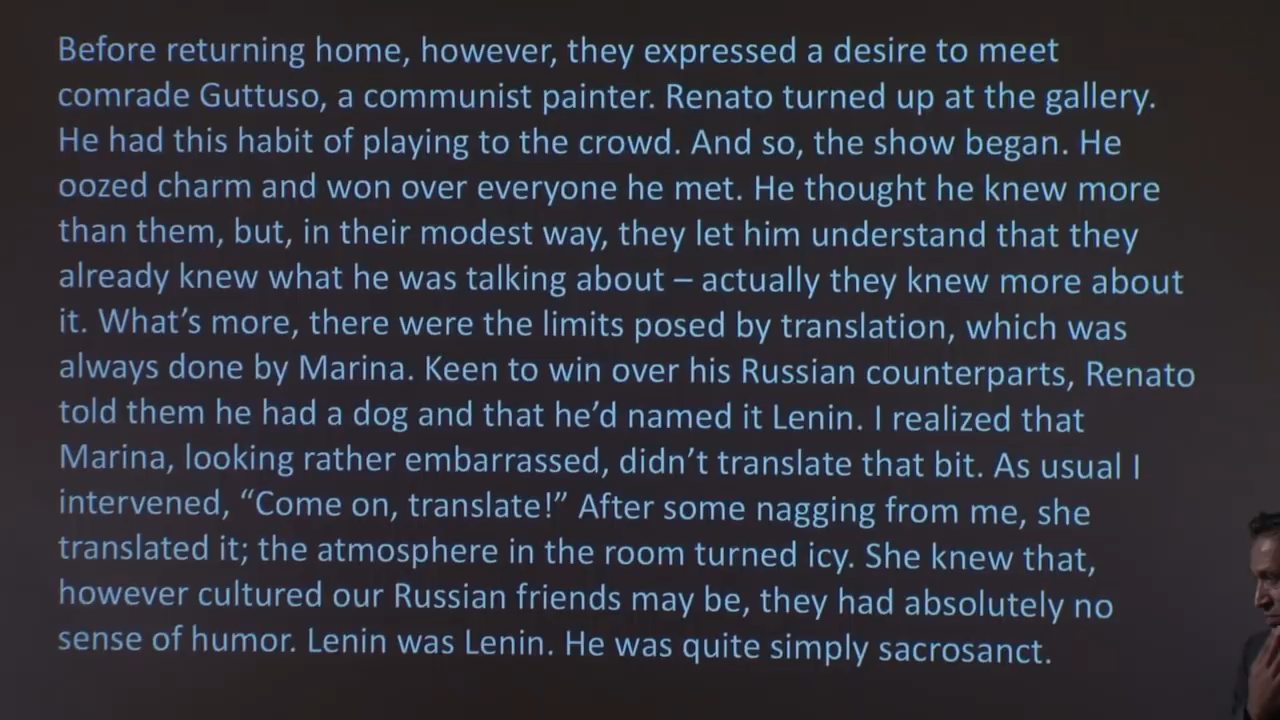 Before returning home, however, they expressed a desire to meet
comrade Guttuso, a communist painter. Renato turned up at the gallery.
He had this habit of playing to the crowd. And so, the show began. He
oozed charm and won over everyone he met. He thought he knew more
than them, but, in their modest way, they let him understand that they
already knew what he was talking about – actually they knew more about
it. What’s more, there were the limits posed by translation, which was
always done by Marina. Keen to win over his Russian counterparts, Renato
told them he had a dog and that he’d named it Lenin. I realized that
Marina, looking rather embarrassed, didn’t translate that bit. As usual I
intervened, “Come on, translate!” After some nagging from me, she
translated it; the atmosphere in the room turned icy. She knew that,
however cultured our Russian friends may be, they had absolutely no
sense of humor. Lenin was Lenin. He was quite simply sacrosanct.